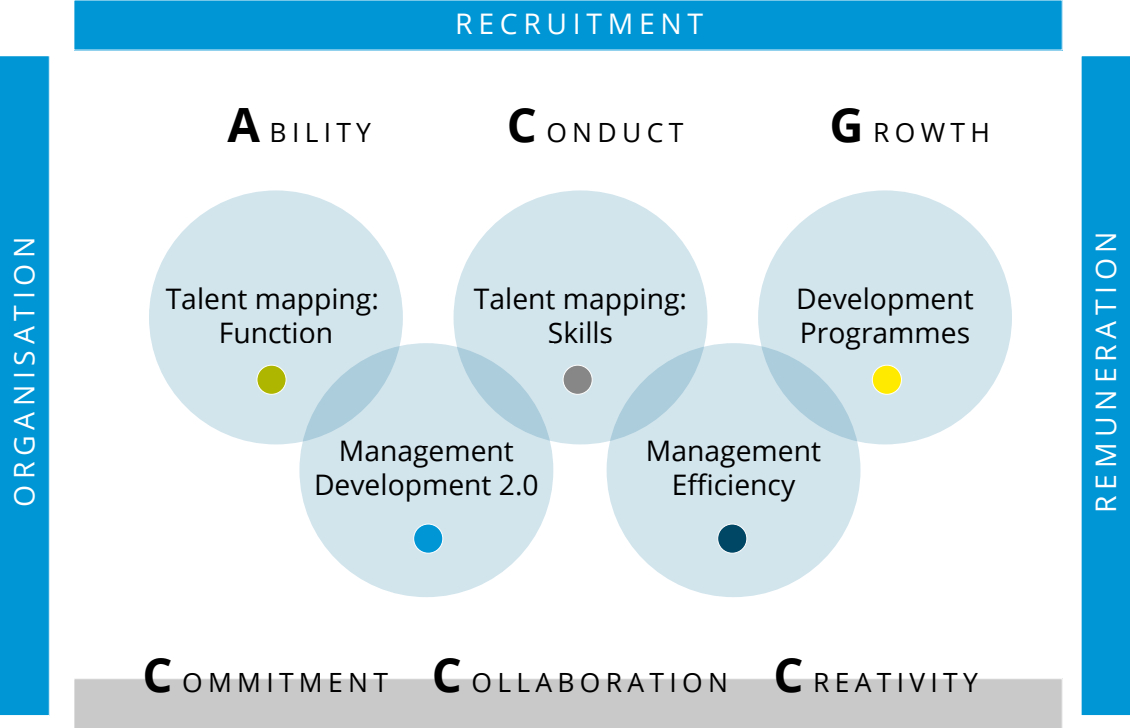 RECRUITMENT
ORGANISATION
REMUNERATION
ABILITY
CONDUCT
GROWTH
Talent mapping:
Function
Talent mapping:
Skills
Development
Programmes
Management
Development 2.0
Management
Efficiency
COMMITMENT
COLLABORATION
CREATIVITY